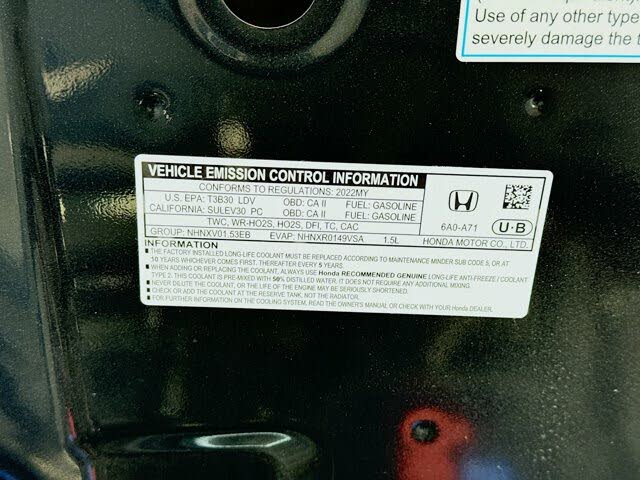 Use of any other type
severely damage the
VEHICLE EMISSION CONTROL INFORMATION
CONFORMS TO REGULATIONS: 2022MY
U.S. EPA: T3B30 LDV OBD: CA II FUEL: GASOLINE
CALIFORNIA: SULEV30 PC OBD: CA II FUEL: GASOLINE
TWC, WR-HO2S, HO2S, DFI, TC, CAC
GROUP: NHNXV01.53EB EVAP: NHNXR0149VSA 1.5L
6A0-A71
U·B
HONDA MOTOR CO., LTD.
INFORMATION
■ THE FACTORY INSTALLED LONG-LIFE COOLANT MUST BE REPLACED ACCORDING TO MAINTENANCE MINDER SUB CODE 5, OR AT
10 YEARS WHICHEVER COMES FIRST. THEREAFTER EVERY 5 YEARS.
■ WHEN ADDING OR REPLACING THE COOLANT, ALWAYS USE Honda RECOMMENDED GENUINE LONG-LIFE ANTI-FREEZE / COOLANT
TYPE 2. THIS COOLANT IS PRE-MIXED WITH 50% DISTILLED WATER. IT DOES NOT REQUIRE ANY ADDITIONAL MIXING.
■ NEVER DILUTE THE COOLANT, OR THE LIFE OF THE ENGINE MAY BE SERIOUSLY SHORTENED.
■ CHECK OR ADD THE COOLANT AT THE RESERVE TANK, NOT THE RADIATOR.
■ FOR FURTHER INFORMATION ON THE COOLING SYSTEM, READ THE OWNER'S MANUAL OR CHECK WITH YOUR Honda DEALER.